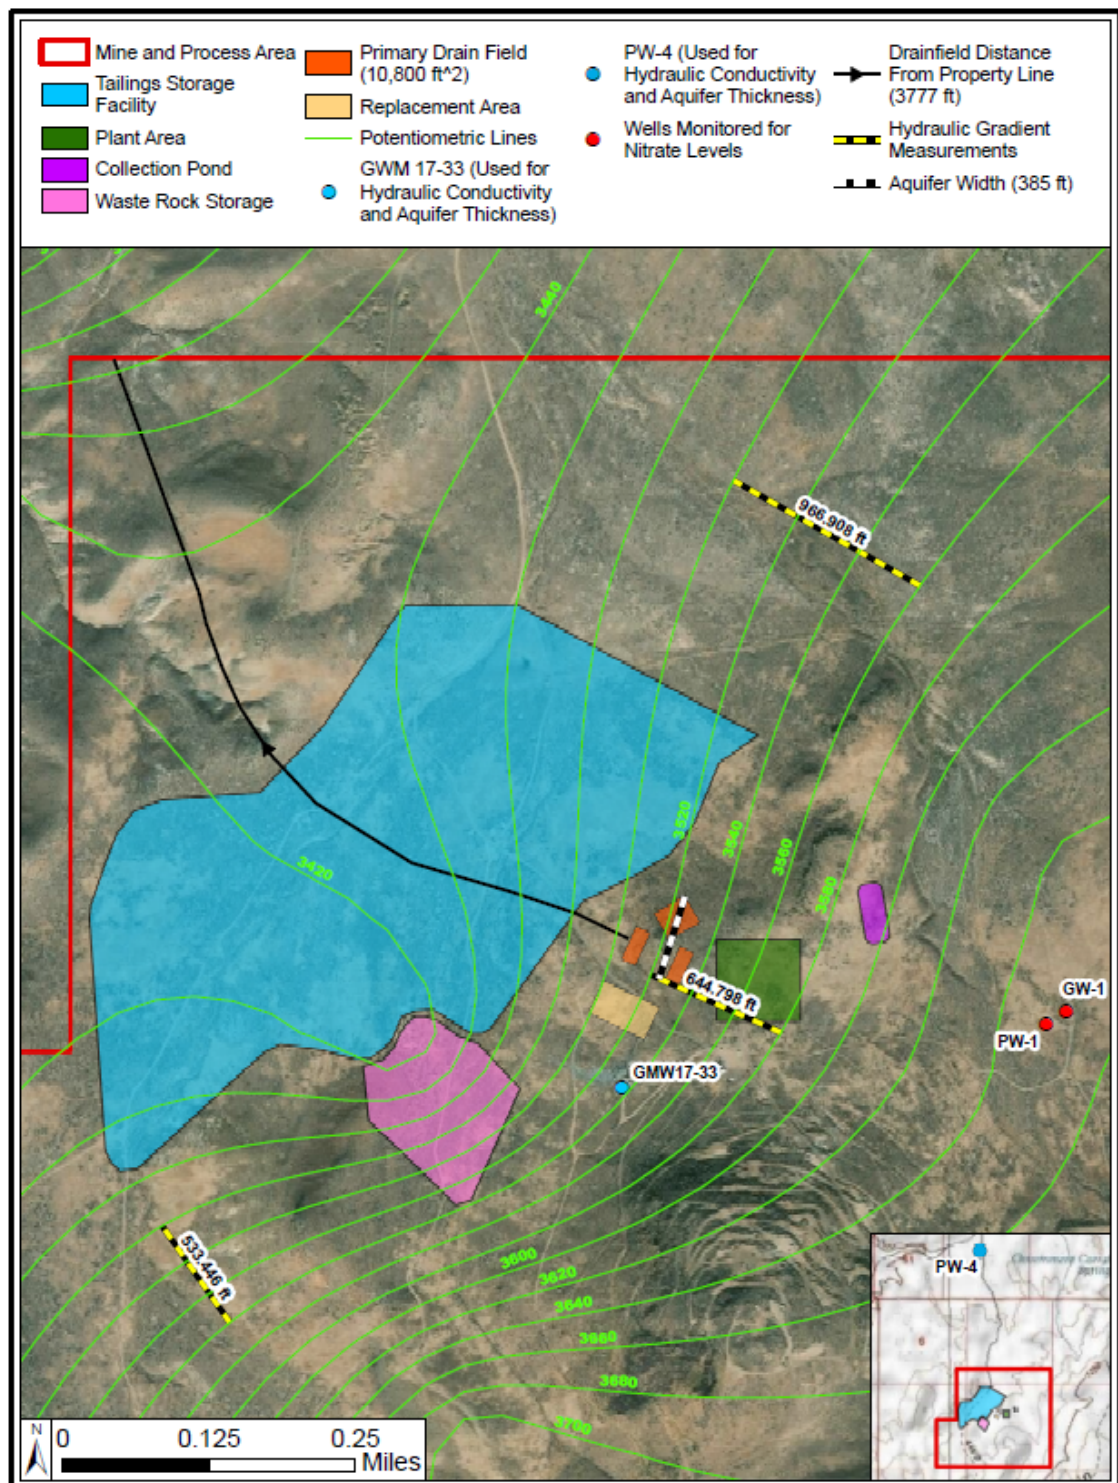 Mine and Process Area
Tailings Storage
Facility
Plant Area
Collection Pond
Waste Rock Storage
Primary Drain Field
(10,800 ft^2)
Replacement Area
Potentiometric Lines
GWM 17-33 (Used for
Hydraulic Conductivity
and Aquifer Thickness)
PW-4 (Used for
Hydraulic Conductivity
and Aquifer Thickness)
Wells Monitored for
Nitrate Levels
Drainfield Distance
From Property Line
(3777 ft)
Hydraulic Gradient
Measurements
Aquifer Width (385 ft)
3440
966.908 ft
3520
3540
3560
3580
3420
644.798 ft
GW-1
PW-1
GMW17-33
533.446 ft
3600
3620
3640
3660
3680
3700
PW-4
6
N
0
0.125
0.25
Miles